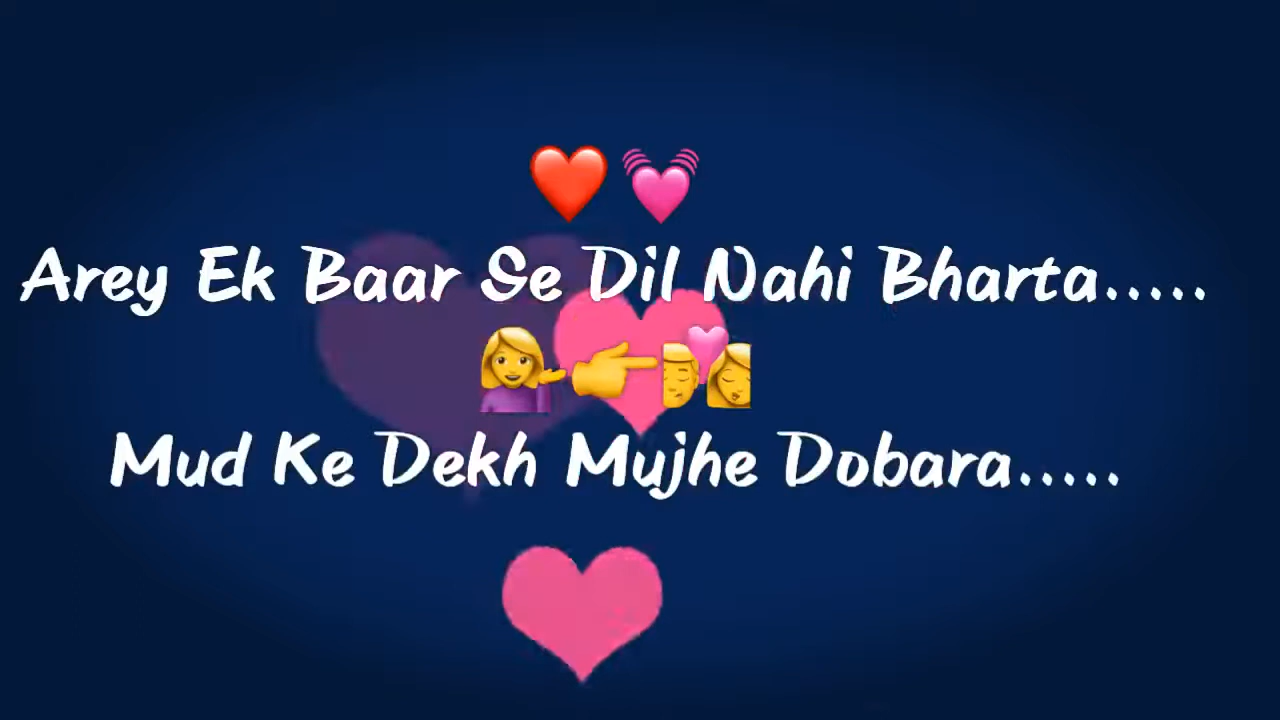 Arey Ek Baar Se Dil Nahi Bharta.....
Mud Ke Dekh Mujhe Dobara.....